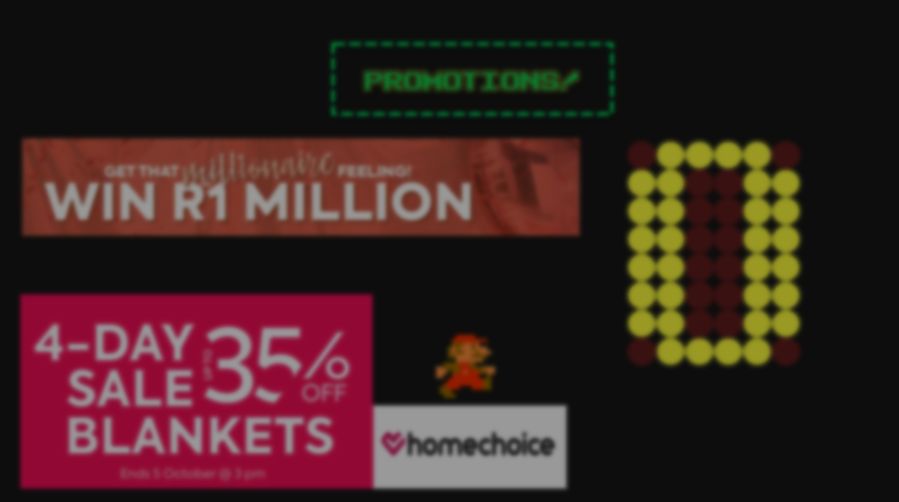 PROMOTIONS/
GET THAT millionaire FEELING!
WIN R1 MILLION
4-DAY
SALE
BLANKETS
35%
OFF
Ends 5 October @ 3 pm
homechoice
0